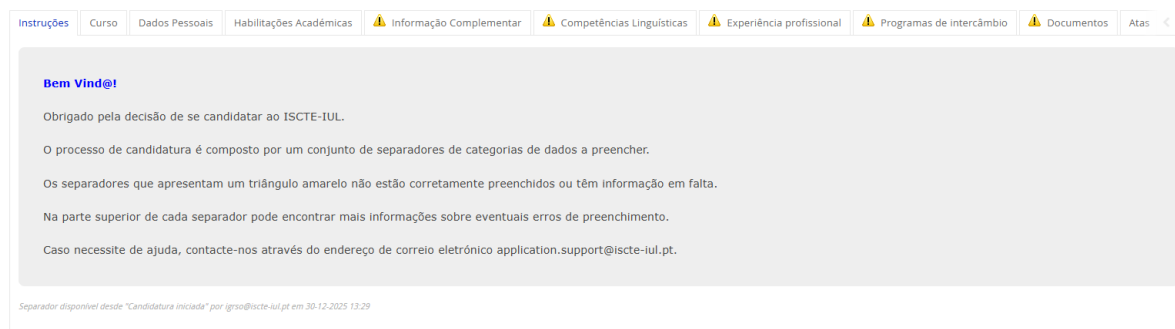 Instruções Curso Dados Pessoais Habilitações Académicas Informação Complementar Competências Linguísticas Experiência profissional Programas de intercâmbio Documentos Atas
Bem Vind@!
Obrigado pela decisão de se candidatar ao ISCTE-IUL.
O processo de candidatura é composto por um conjunto de separadores de categorias de dados a preencher.
Os separadores que apresentam um triângulo amarelo não estão corretamente preenchidos ou têm informação em falta.
Na parte superior de cada separador pode encontrar mais informações sobre eventuais erros de preenchimento.
Caso necessite de ajuda, contacte-nos através do endereço de correio eletrónico application.support@iscte-iul.pt.
Separador disponível desde "Candidatura iniciada" por igrso@iscte-iul.pt em 30-12-2025 13:29